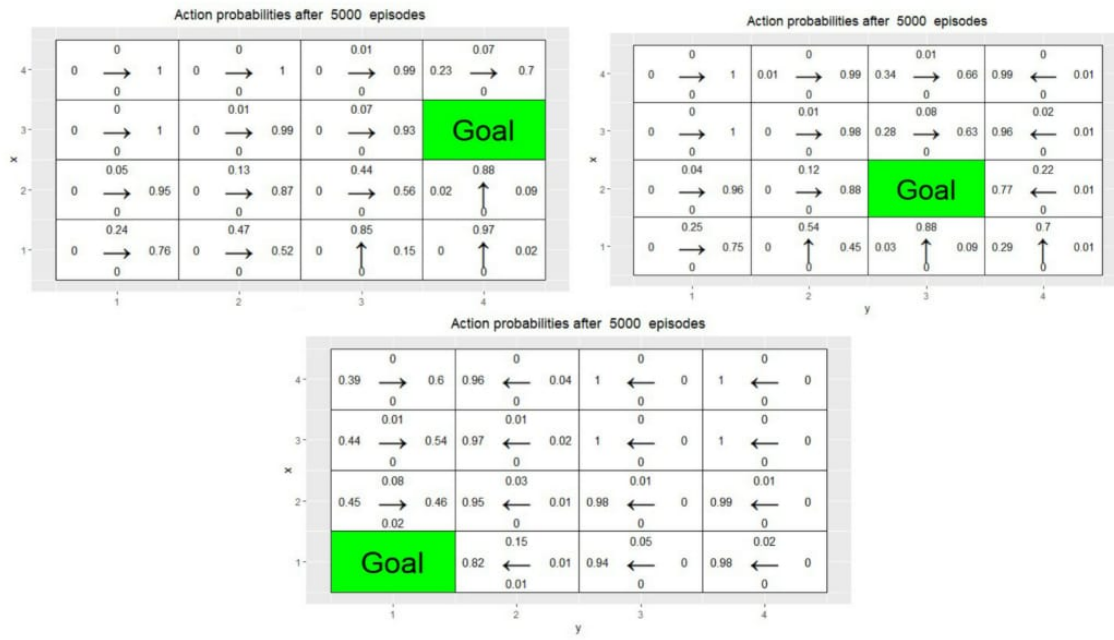 Action probabilities after 5000 episodes
0 0 0.01 0.07
4 0 1 0 1 0 0.99 0.23 0.7
0 0 0 0
0 0.01 0.07
3 0 1 0 0.99 0 0.93 Goal
0 0 0
x
0.05 0.13 0.44 0.88
2 0 0.95 0 0.87 0 0.56 0.02 0.09
0 0 0 0
0.24 0.47 0.85 0.97
1 0 0.76 0 0.52 0 0.15 0 0.02
0 0 0 0
1 2 3 4
Action probabilities after 5000 episodes
0 0 0.01 0
4 0 1 0.01 0.99 0.34 0.66 0.99 0.01
0 0 0 0
0 0.01 0.08 0.02
3 0 1 0 0.98 0.28 0.63 0.96 0.01
0 0 0 0
x
0.04 0.12 0.22
2 0 0.96 0 0.88 Goal 0.77 0.01
0 0 0
0.25 0.54 0.88 0.7
1 0 0.75 0 0.45 0.03 0.09 0.29 0.01
0 0 0 0
1 2 3 4
y
Action probabilities after 5000 episodes
0 0 0 0
4 0.39 0.6 0.96 0.04 1 0 1 0
0 0 0 0
0.01 0.01 0 0
3 0.44 0.54 0.97 0.02 1 0 1 0
0 0 0 0
x
0.08 0.03 0.01 0.01
2 0.45 0.46 0.95 0.01 0.98 0 0.99 0
0.02 0 0 0
0.15 0.05 0.02
1 Goal 0.82 0.01 0.94 0 0.98 0
0.01 0 0
1 2 3 4
y